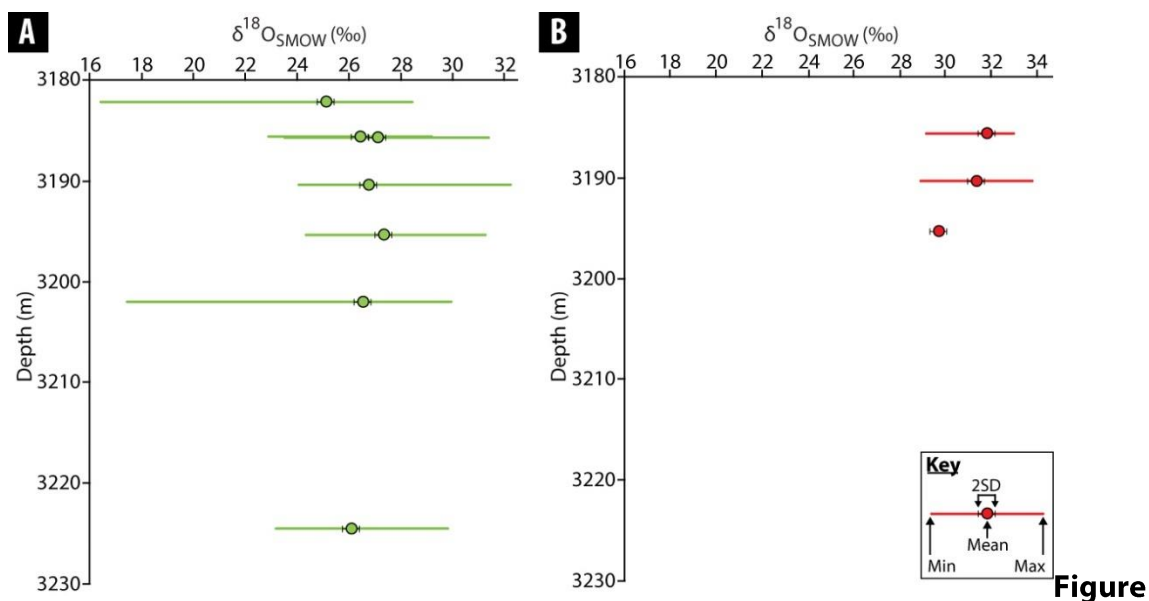 A
δ18OSMOW (‰)
16 18 20 22 24 26 28 30 32
3180
3190
3200
3210
3220
3230
Depth (m)
B
δ18OSMOW (‰)
16 18 20 22 24 26 28 30 32 34
3180
3190
3200
3210
3220
3230
Depth (m)
Key
2SD
Mean
Min Max
Figure